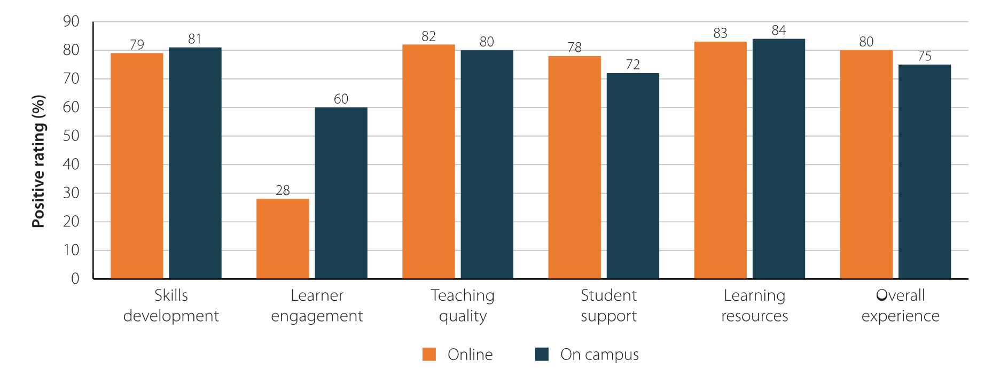 Positive rating (%)
90
80
70
60
50
40
30
20
10
0
79
81
28
60
82
80
78
72
83
84
80
75
Skills
development
Learner
engagement
Teaching
quality
Student
support
Learning
resources
Overall
experience
Online
On campus